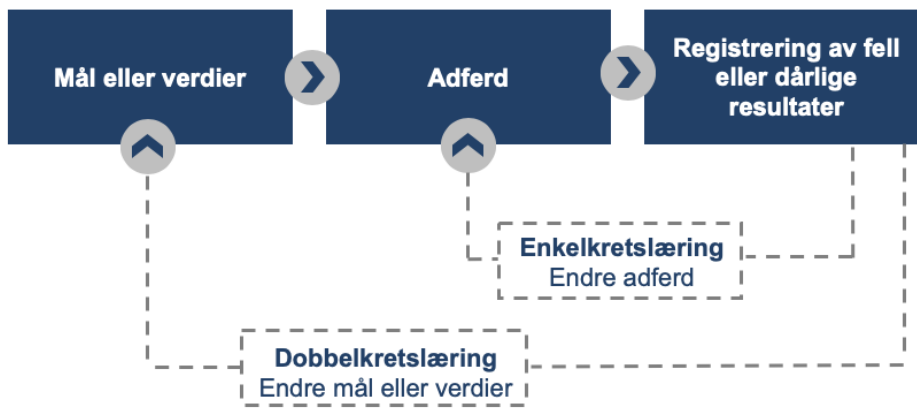 Mål eller verdier
Adferd
Registrering av fell
eller dårlige
resultater
Enkelkretslæring
Endre adferd
Dobbelkretslæring
Endre mål eller verdier